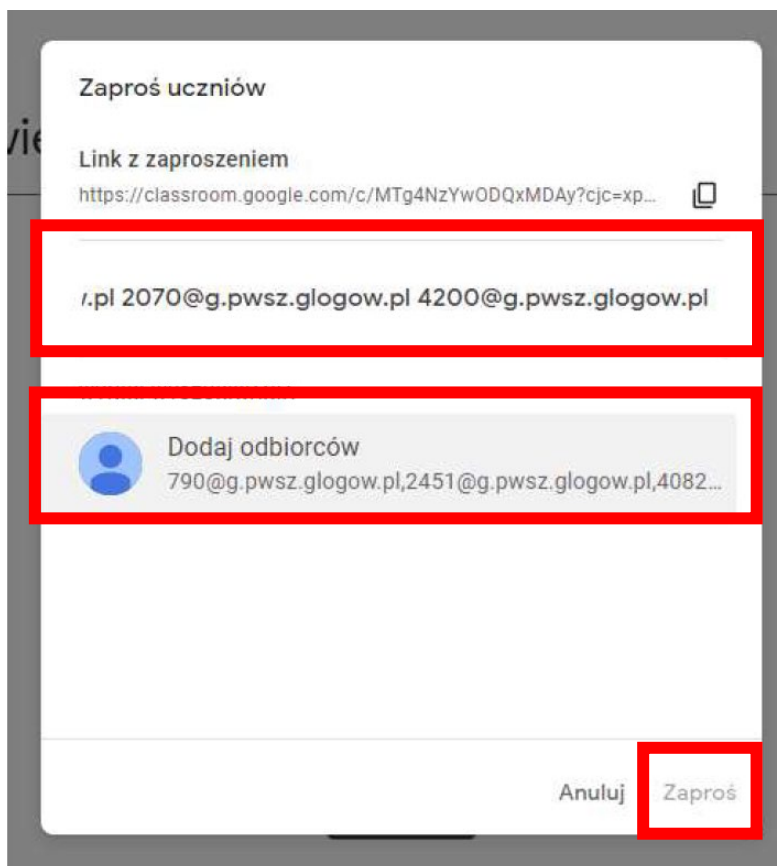 Zaproś uczniów
Link z zaproszeniem
https://classroom.google.com/c/MTg4NzYwODQxMDAy?cjc=xp...
.pl 2070@g.pwsz.glogow.pl 4200@g.pwsz.glogow.pl
Dodaj odbiorców
790@g.pwsz.glogow.pl,2451@g.pwsz.glogow.pl,4082...
Anuluj Zaproś